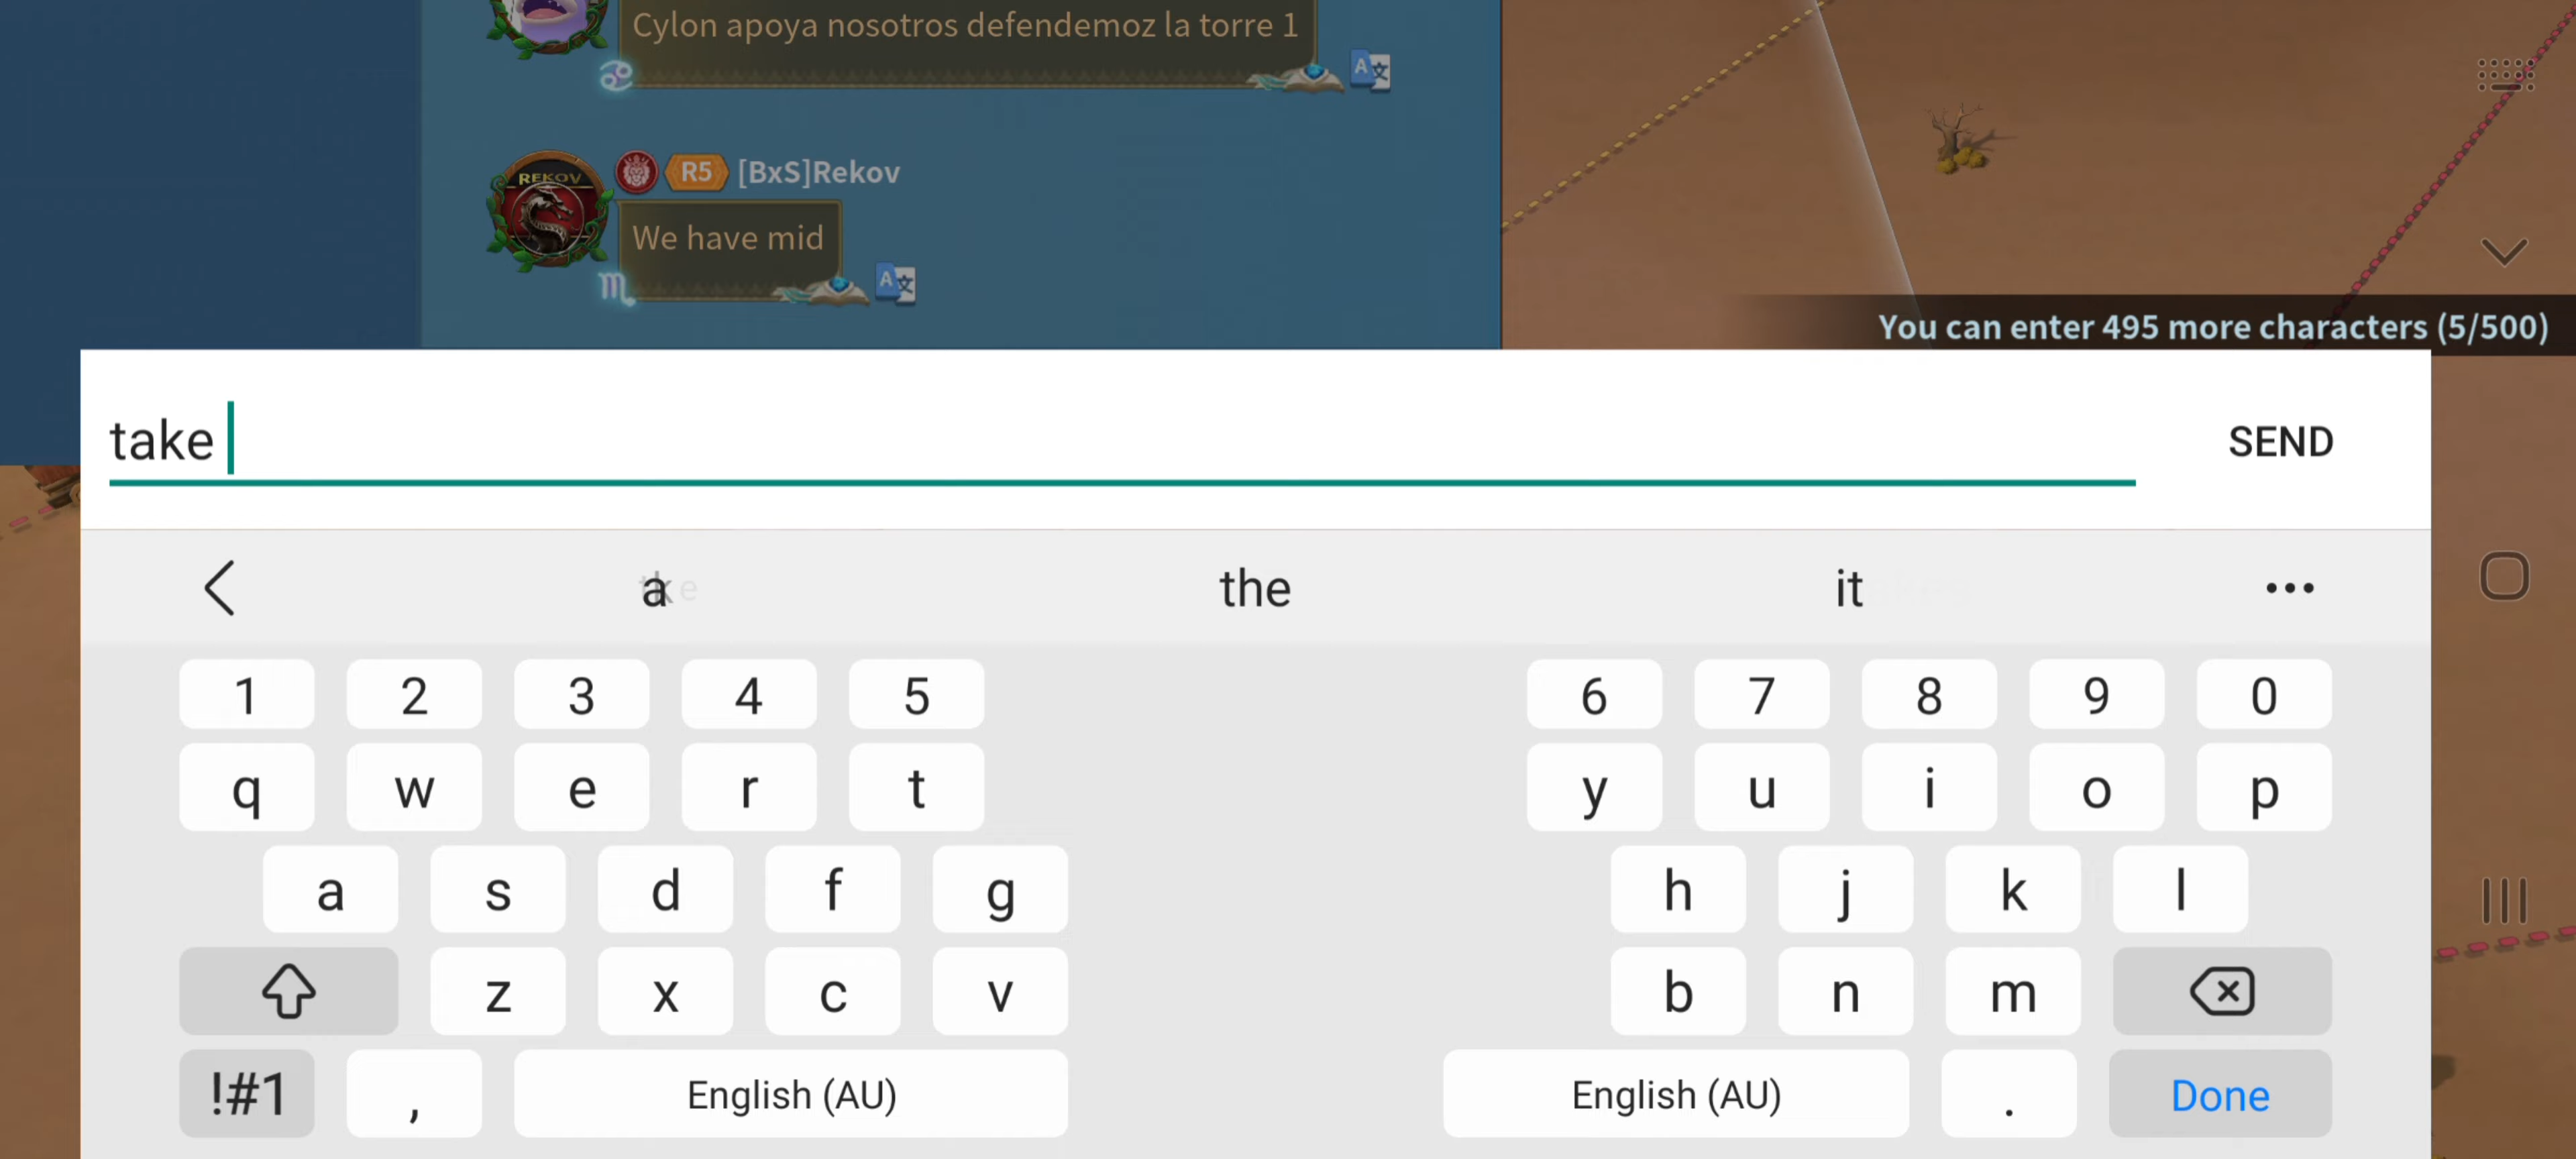 Cylon apoya nosotros defendemoz la torre 1
REKOV
R5 [BxS]Rekov
We have mid
You can enter 495 more characters (5/500)
take
SEND
a the it
1 2 3 4 5 6 7 8 9 0
q w e r t y u i o p
a s d f g h j k l
z x c v b n m
!#1 , English (AU) English (AU) . Done